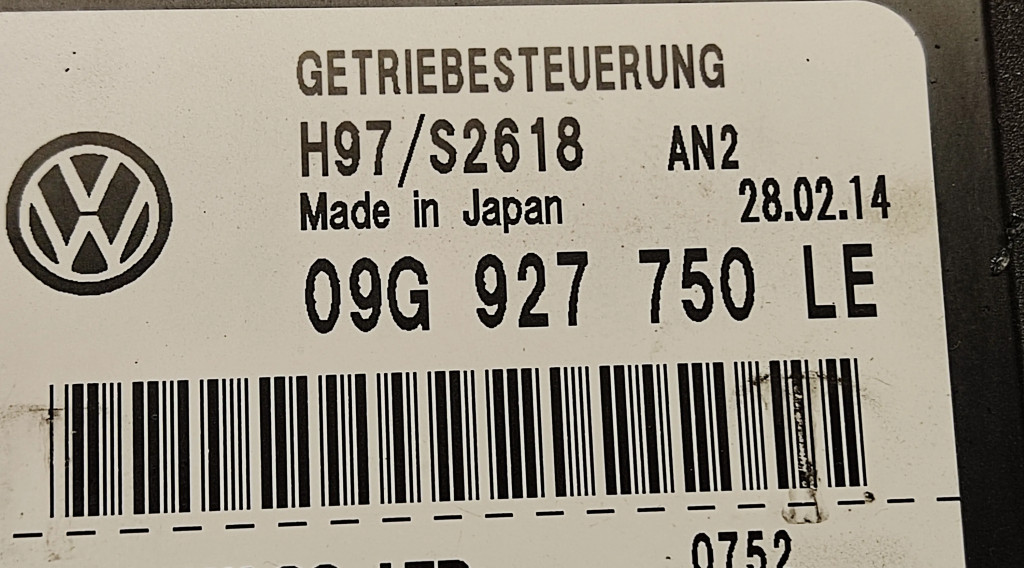 GETRIEBESTEUERUNG
H97/S2618 AN2
Made in Japan 28.02.14
09G 927 750 LE
0752